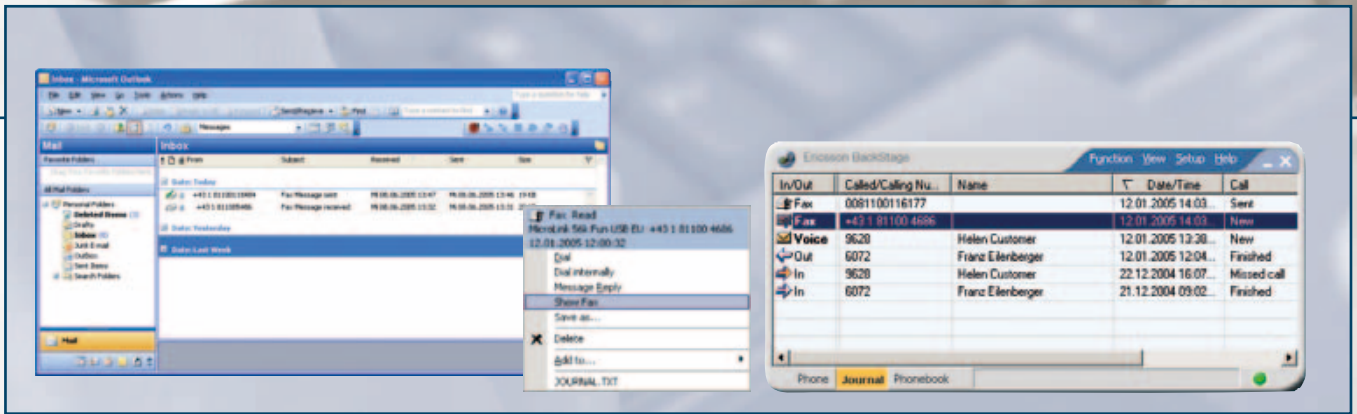 Inbox - Microsoft Outlook
File Edit View Go Tools Actions Help
New Send/Receive Find
Messages
Mail
Favorite Folders
All Mail Folders
Personal Folders
Deleted Items
Drafts
Inbox
Junk E-mail
Outbox
Sent Items
Search Folders
Mail
Inbox
From Subject Received Sent Size
Date: Today
Fax Message sent
Fax Message received
Date: Yesterday
Date: Last Week
Fax Read
MicroLink 56k Fun USB EU: +43 1 81100 4686
12.01.2005 12:00:32
Dial
Dial internally
Message Reply
Show Fax
Save as...
Delete
Add to...
JOURNAL.TXT
Ericsson BackStage Function View Setup Help
In/Out Called/Calling Nu... Name Date/Time Call
Fax 0081100116177 12.01.2005 14:03... Sent
Fax +43 1 81100 4686 12.01.2005 14:03... New
Voice 9628 Helen Customer 12.01.2005 13:38... New
Out 6072 Franz Eilenberger 12.01.2005 12:04... Finished
In 9628 Helen Customer 22.12.2004 16:07... Missed call
In 6072 Franz Eilenberger 21.12.2004 09:02... Finished
Phone Journal Phonebook